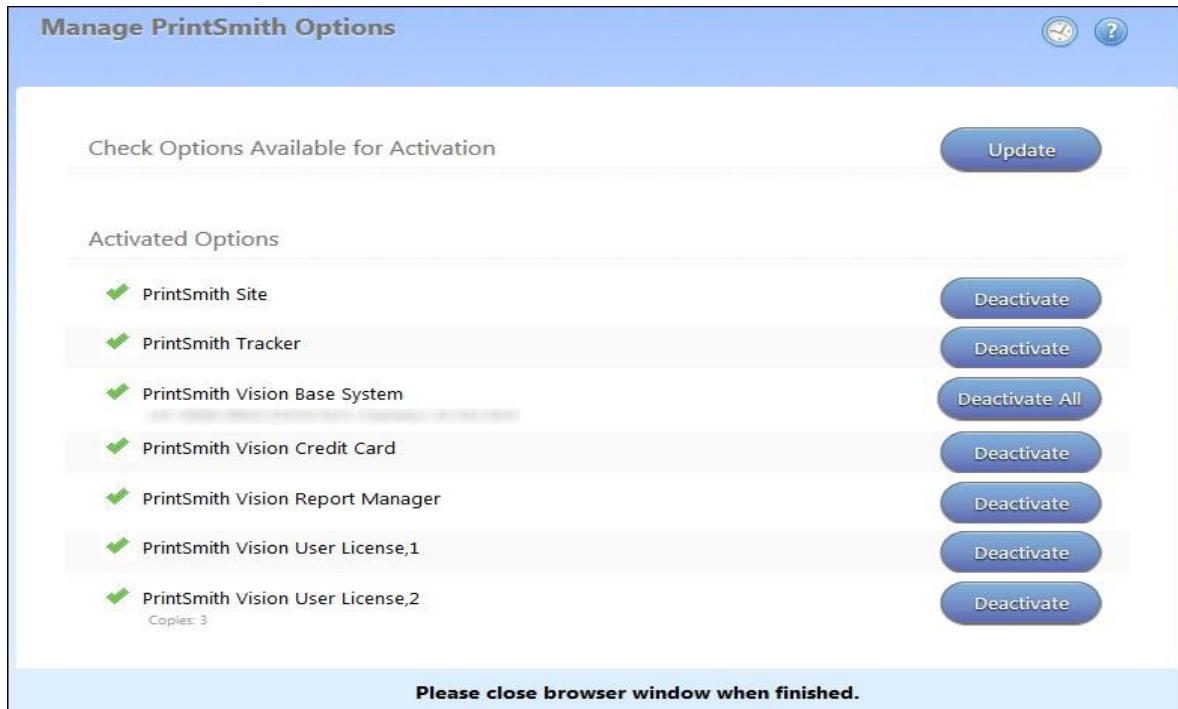 Manage PrintSmith Options
?
Check Options Available for Activation
Update
Activated Options
PrintSmith Site
Deactivate
PrintSmith Tracker
Deactivate
PrintSmith Vision Base System
Deactivate All
PrintSmith Vision Credit Card
Deactivate
PrintSmith Vision Report Manager
Deactivate
PrintSmith Vision User License,1
Deactivate
PrintSmith Vision User License,2
Deactivate
Copies: 3
Please close browser window when finished.